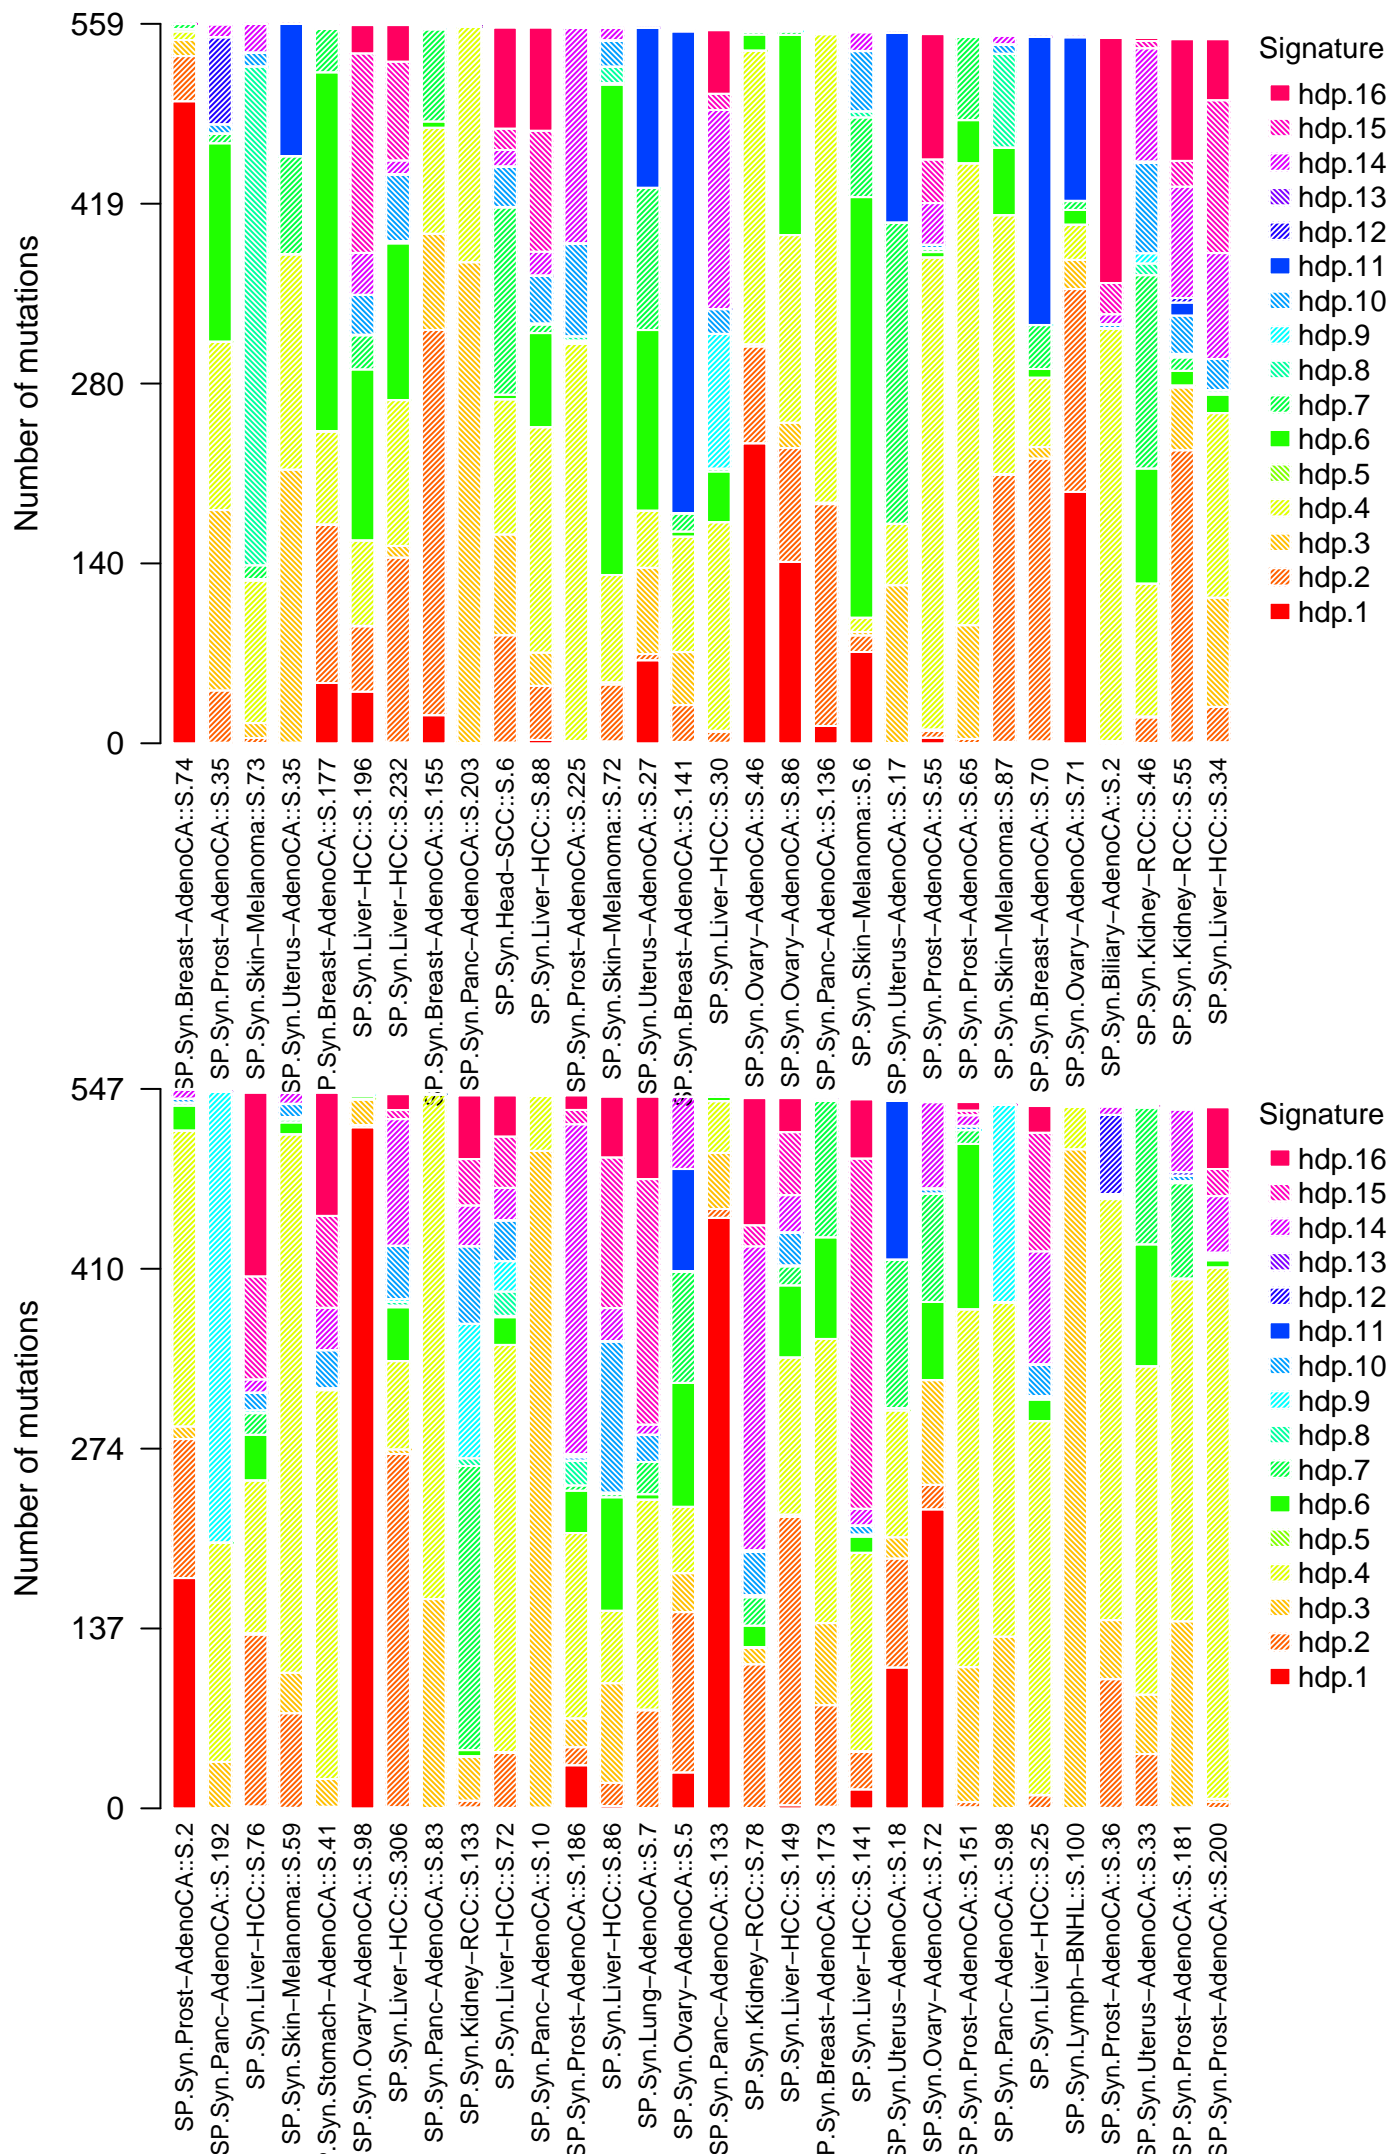 Number of mutations
559
419
280
140
0
Signature
hdp.16
hdp.15
hdp.14
hdp.13
hdp.12
hdp.11
hdp.10
hdp.9
hdp.8
hdp.7
hdp.6
hdp.5
hdp.4
hdp.3
hdp.2
hdp.1
SP.Syn.Breast−AdenoCA::S.74
SP.Syn.Prost−AdenoCA::S.35
SP.Syn.Skin−Melanoma::S.73
SP.Syn.Uterus−AdenoCA::S.35
P.Syn.Breast−AdenoCA::S.177
SP.Syn.Liver−HCC::S.196
SP.Syn.Liver−HCC::S.232
P.Syn.Breast−AdenoCA::S.155
SP.Syn.Panc−AdenoCA::S.203
SP.Syn.Head−SCC::S.6
SP.Syn.Liver−HCC::S.88
SP.Syn.Prost−AdenoCA::S.225
SP.Syn.Skin−Melanoma::S.72
SP.Syn.Uterus−AdenoCA::S.27
SP.Syn.Breast−AdenoCA::S.141
SP.Syn.Liver−HCC::S.30
SP.Syn.Ovary−AdenoCA::S.46
SP.Syn.Ovary−AdenoCA::S.86
SP.Syn.Panc−AdenoCA::S.136
SP.Syn.Skin−Melanoma::S.6
SP.Syn.Uterus−AdenoCA::S.17
SP.Syn.Prost−AdenoCA::S.55
SP.Syn.Prost−AdenoCA::S.65
SP.Syn.Skin−Melanoma::S.87
SP.Syn.Breast−AdenoCA::S.70
SP.Syn.Ovary−AdenoCA::S.71
SP.Syn.Biliary−AdenoCA::S.2
SP.Syn.Kidney−RCC::S.46
SP.Syn.Kidney−RCC::S.55
SP.Syn.Liver−HCC::S.34
Number of mutations
547
410
274
137
0
Signature
hdp.16
hdp.15
hdp.14
hdp.13
hdp.12
hdp.11
hdp.10
hdp.9
hdp.8
hdp.7
hdp.6
hdp.5
hdp.4
hdp.3
hdp.2
hdp.1
SP.Syn.Prost−AdenoCA::S.2
SP.Syn.Panc−AdenoCA::S.192
SP.Syn.Liver−HCC::S.76
SP.Syn.Skin−Melanoma::S.59
.Syn.Stomach−AdenoCA::S.41
SP.Syn.Ovary−AdenoCA::S.98
SP.Syn.Liver−HCC::S.306
SP.Syn.Panc−AdenoCA::S.83
SP.Syn.Kidney−RCC::S.133
SP.Syn.Liver−HCC::S.72
SP.Syn.Panc−AdenoCA::S.10
SP.Syn.Prost−AdenoCA::S.186
SP.Syn.Liver−HCC::S.86
SP.Syn.Lung−AdenoCA::S.7
SP.Syn.Ovary−AdenoCA::S.5
SP.Syn.Panc−AdenoCA::S.133
SP.Syn.Kidney−RCC::S.78
SP.Syn.Liver−HCC::S.149
P.Syn.Breast−AdenoCA::S.173
SP.Syn.Liver−HCC::S.141
SP.Syn.Uterus−AdenoCA::S.18
SP.Syn.Ovary−AdenoCA::S.72
SP.Syn.Prost−AdenoCA::S.151
SP.Syn.Panc−AdenoCA::S.98
SP.Syn.Liver−HCC::S.25
SP.Syn.Lymph−BNHL::S.100
SP.Syn.Prost−AdenoCA::S.36
SP.Syn.Uterus−AdenoCA::S.33
SP.Syn.Prost−AdenoCA::S.181
SP.Syn.Prost−AdenoCA::S.200